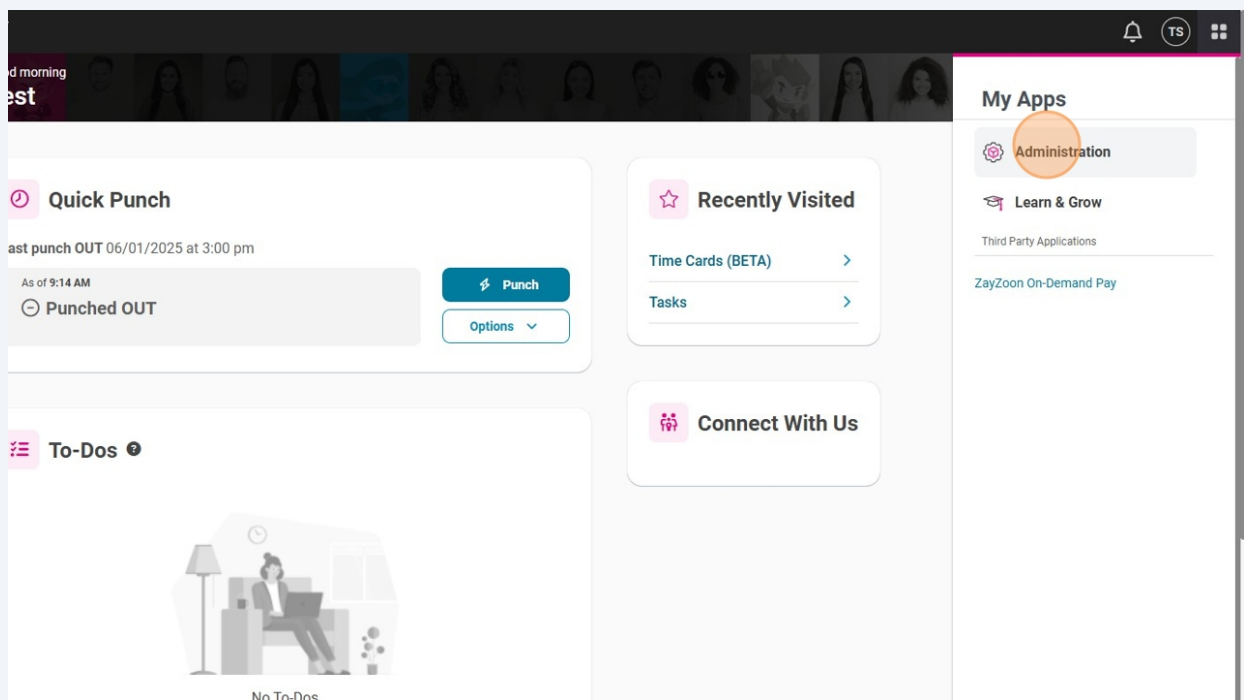 TS
od morning
est
My Apps
Administration
Learn & Grow
Third Party Applications
ZayZoon On-Demand Pay
Quick Punch
ast punch OUT 06/01/2025 at 3:00 pm
As of 9:14 AM
Punched OUT
Punch
Options
Recently Visited
Time Cards (BETA)
Tasks
Connect With Us
To-Dos
No To-Dos